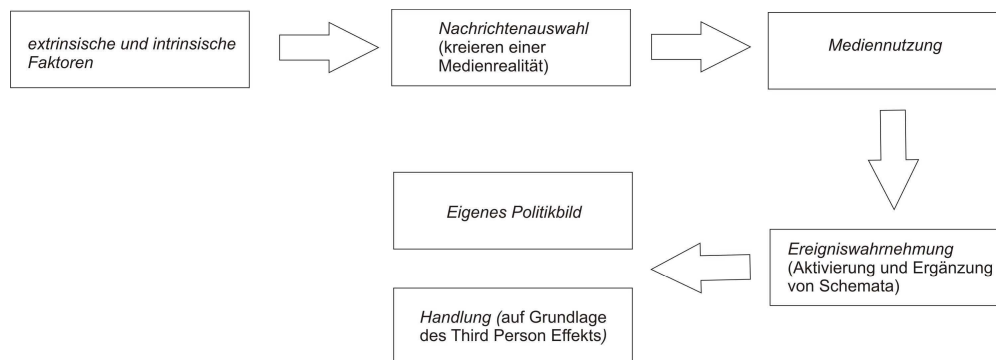 extrinsische und intrinsische
Faktoren
Nachrichtenauswahl
(kreieren einer
Medienrealität)
Mediennutzung
Ereigniswahrnehmung
(Aktivierung und Ergänzung
von Schemata)
Eigenes Politikbild
Handlung (auf Grundlage
des Third Person Effekts)